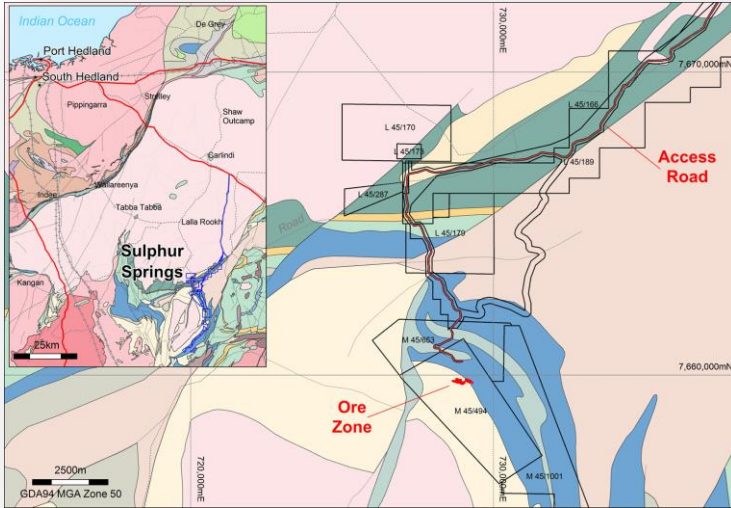 Indian Ocean
De Grey
Port Hedland
South Hedland
Pippingarra
Strelley
Shaw
Outcamp
Carlindi
Indee
Wallareenya
Tabba Tabba
Lalla Rookh
Sulphur
Springs
Kangan
25km
730,000mE
7,670,000mN
L 45/170
L 45/166
L 45/173
L 45/189
Access
Road
L 45/287
Road
L 45/179
M 45/653
7,660,000mN
Ore
Zone
M 45/494
720,000mE
730,000mE
M 45/1001
2500m
GDA94 MGA Zone 50